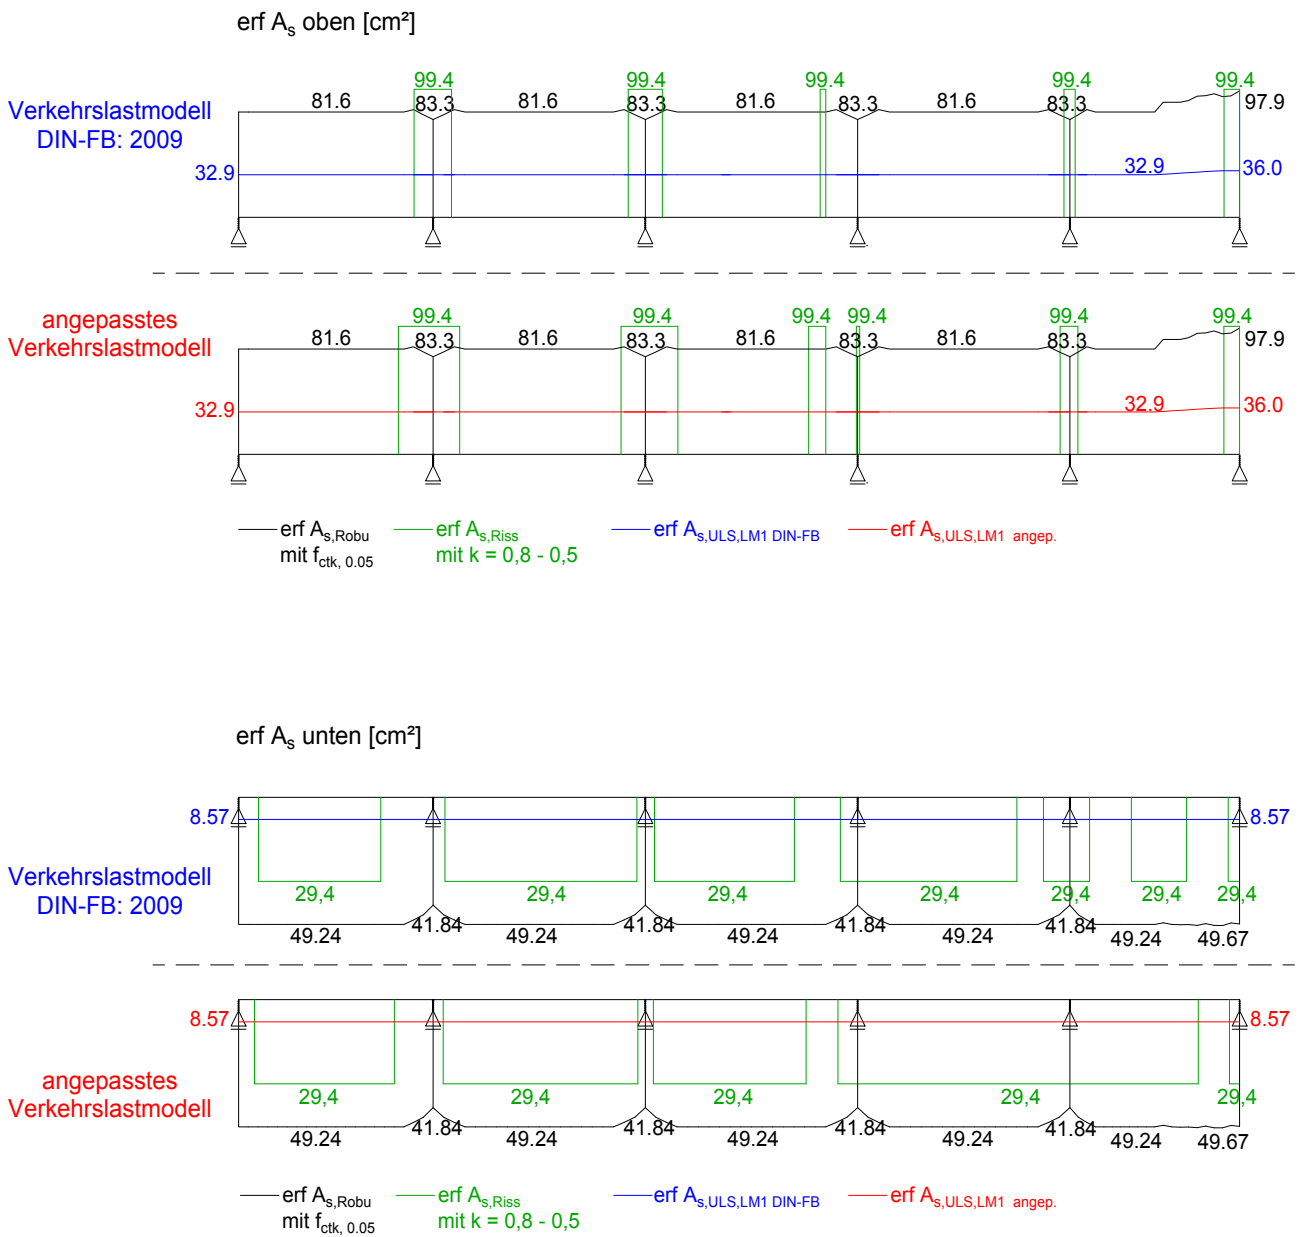 erf As oben [cm²]
99.4 99.4 99.4 99.4 99.4
81.6 83.3 81.6 83.3 81.6 83.3 81.6 83.3 97.9
Verkehrslastmodell
DIN-FB: 2009
32.9 32.9 36.0
angepasstes
Verkehrslastmodell
99.4 99.4 99.4 99.4 99.4 99.4
81.6 83.3 81.6 83.3 81.6 83.3 81.6 83.3 97.9
32.9 32.9 36.0
erf As,Robu
mit fctk, 0.05
erf As,Riss
mit k = 0,8 - 0,5
erf As,ULS,LM1 DIN-FB
erf As,ULS,LM1 angep.
erf As unten [cm²]
8.57 8.57
Verkehrslastmodell
DIN-FB: 2009
29,4 29,4 29,4 29,4 29,4 29,4 29,4
49.24 41.84 49.24 41.84 49.24 41.84 49.24 41.84 49.24 49.67
8.57 8.57
angepasstes
Verkehrslastmodell
29,4 29,4 29,4 29,4 29,4
49.24 41.84 49.24 41.84 49.24 41.84 49.24 41.84 49.24 49.67
erf As,Robu
mit fctk, 0.05
erf As,Riss
mit k = 0,8 - 0,5
erf As,ULS,LM1 DIN-FB
erf As,ULS,LM1 angep.